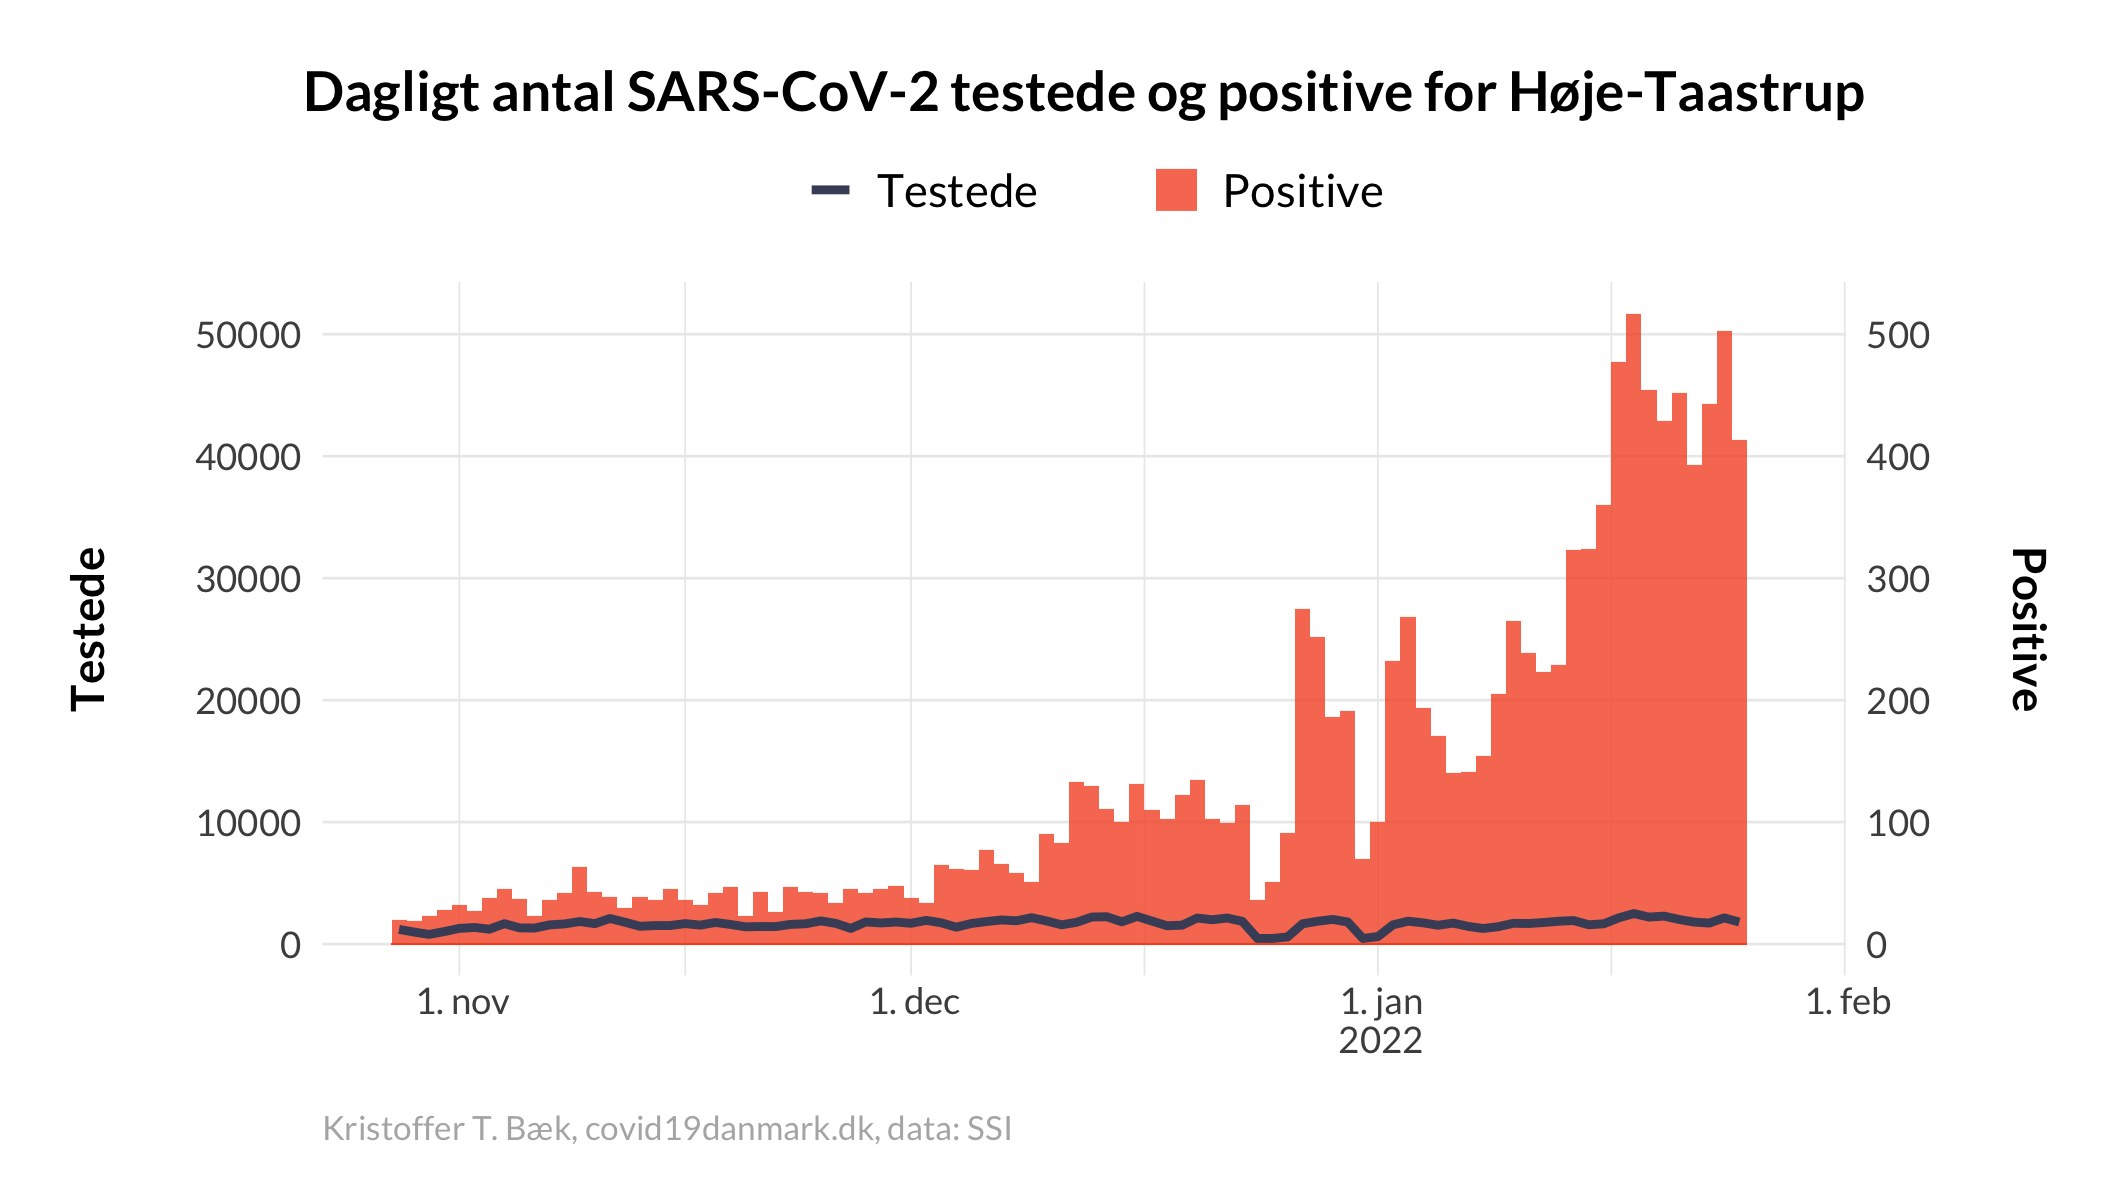 Dagligt antal SARS-CoV-2 testede og positive for Høje-Taastrup
Testede Positive
50000 500
40000 400
30000 300
20000 200
10000 100
0 0
Testede
Positive
1. nov 1. dec 1. jan 1. feb
2022
Kristoffer T. Bæk, covid19danmark.dk, data: SSI